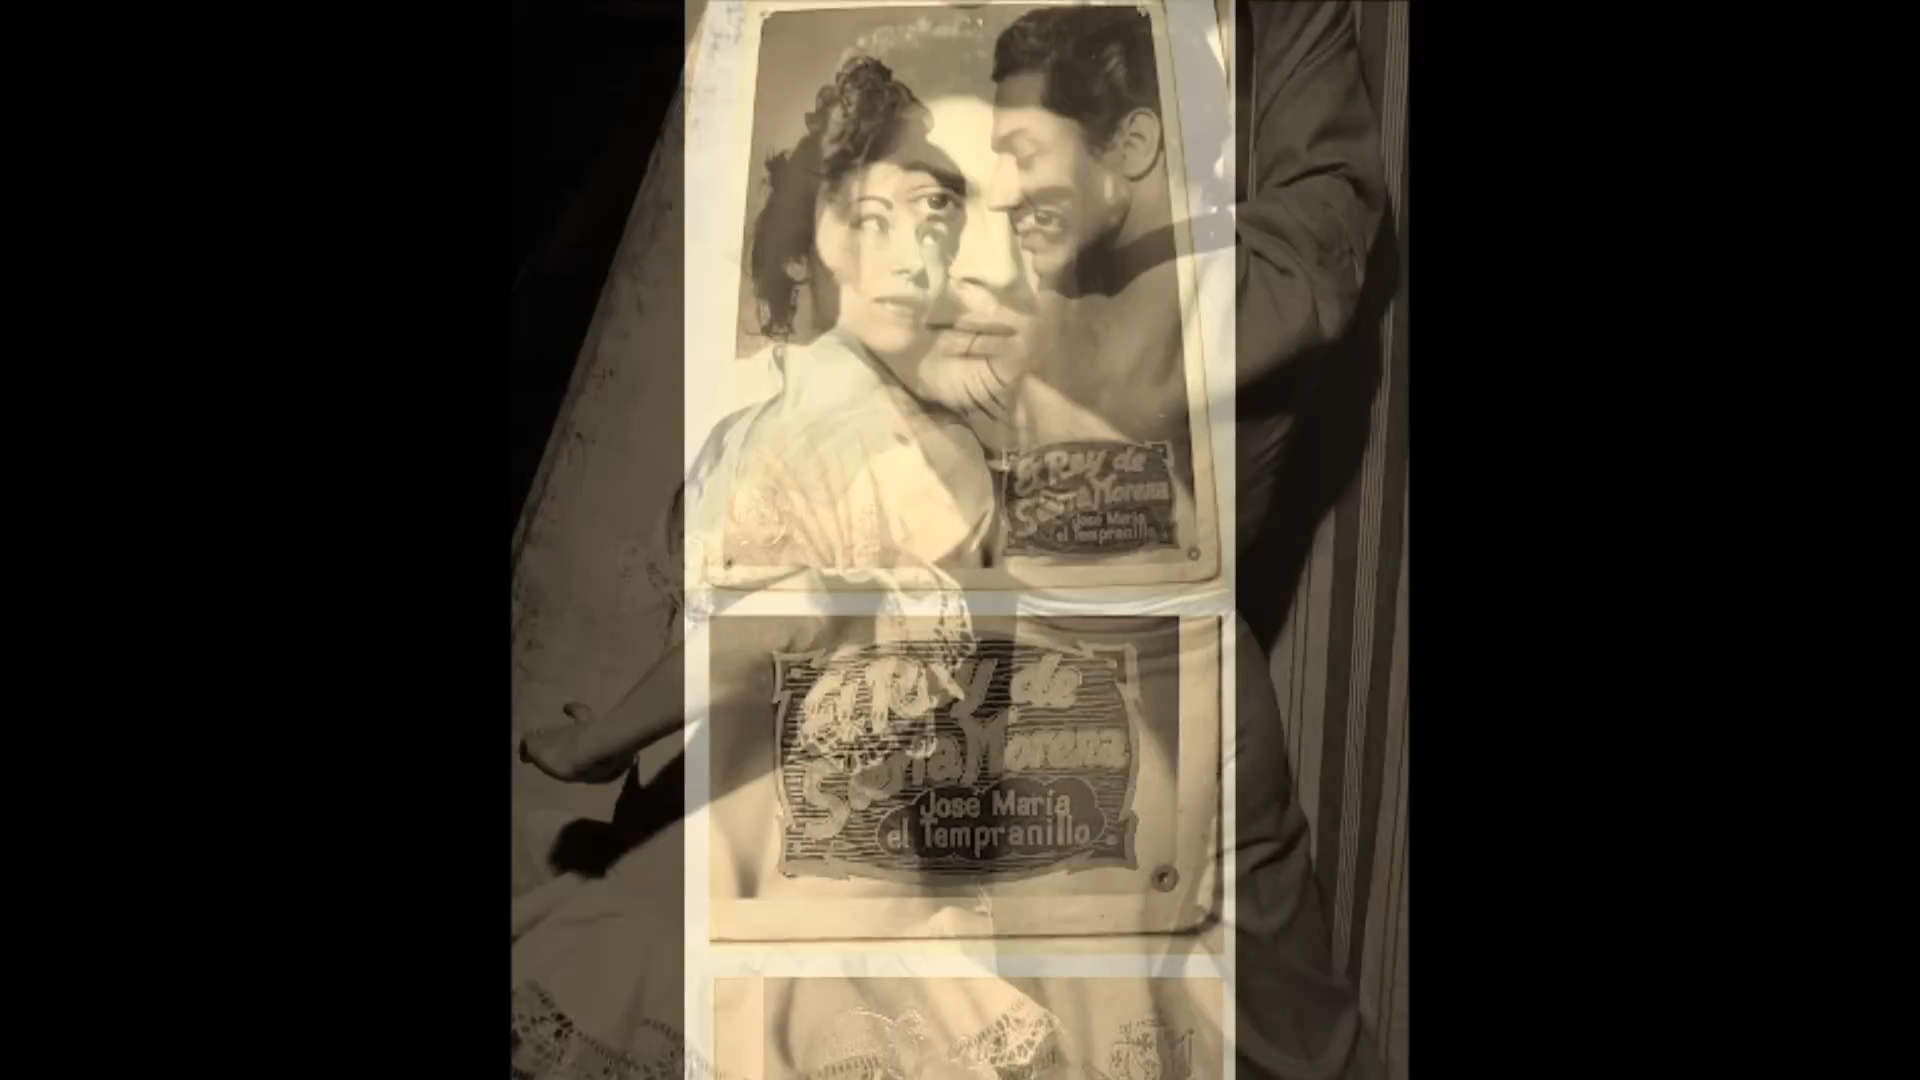 El Rey de
Sierra Morena
José María
el Tempranillo
El Rey de
Sierra Morena
José María
el Tempranillo